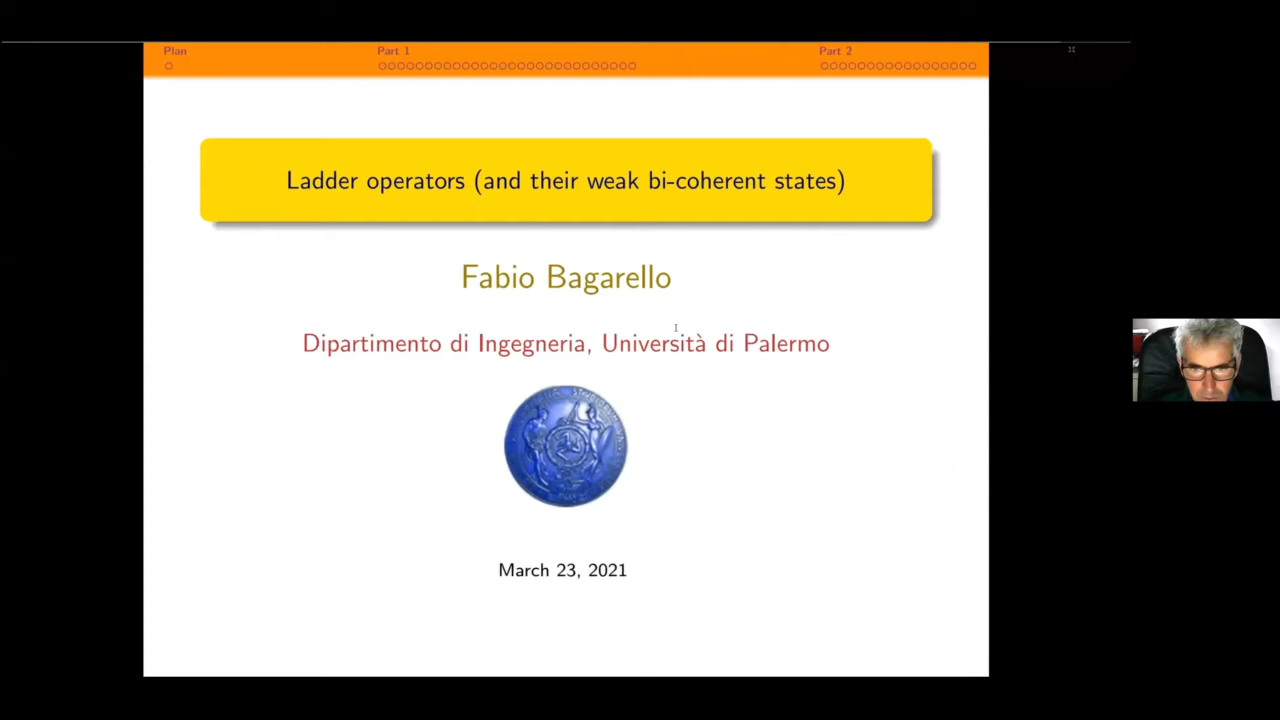 Plan
Part 1
Part 2
Ladder operators (and their weak bi-coherent states)
Fabio Bagarello
Dipartimento di Ingegneria, Università di Palermo
March 23, 2021